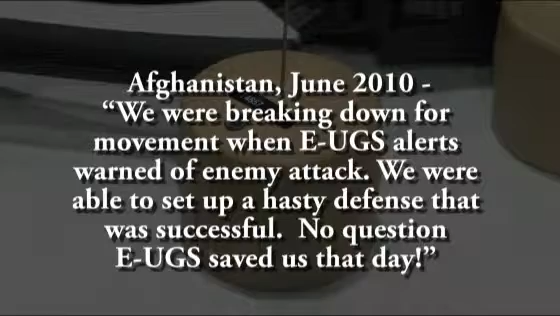 Afghanistan, June 2010 -
“We were breaking down for
movement when E-UGS alerts
warned of enemy attack. We were
able to set up a hasty defense that
was successful.  No question
E-UGS saved us that day!”